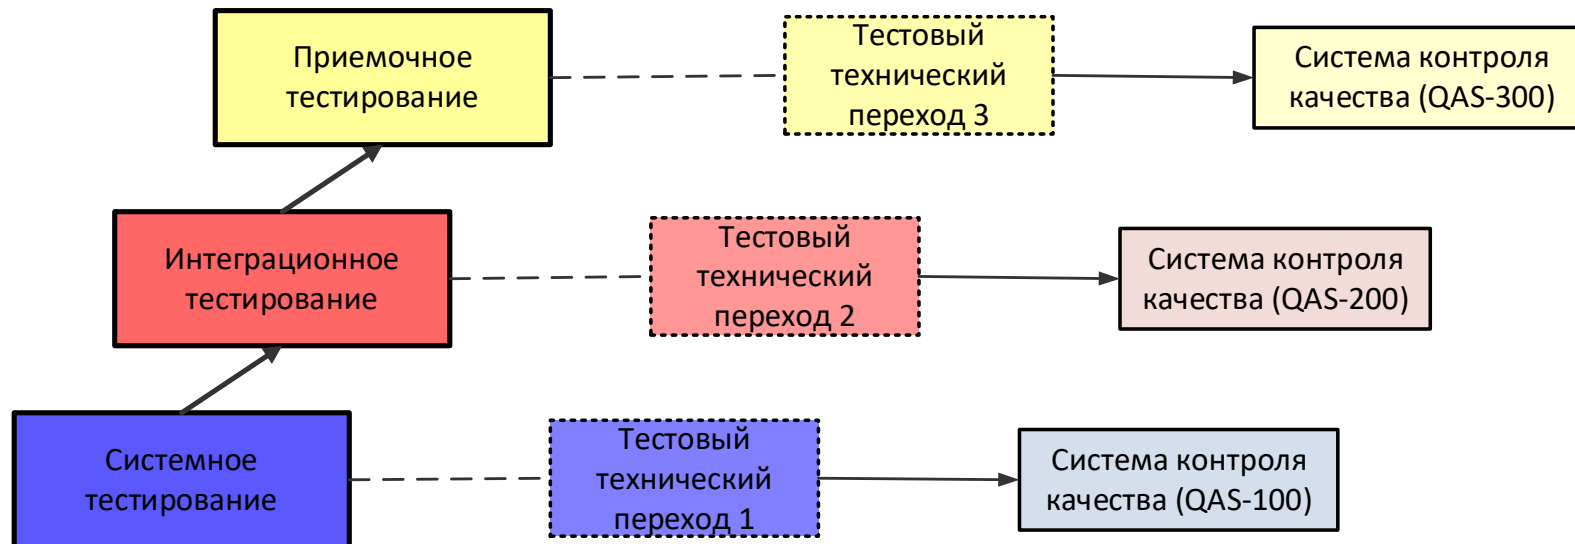 Приемочное
тестирование
Тестовый
технический
переход 3
Система контроля
качества (QAS-300)
Интеграционное
тестирование
Тестовый
технический
переход 2
Система контроля
качества (QAS-200)
Системное
тестирование
Тестовый
технический
переход 1
Система контроля
качества (QAS-100)